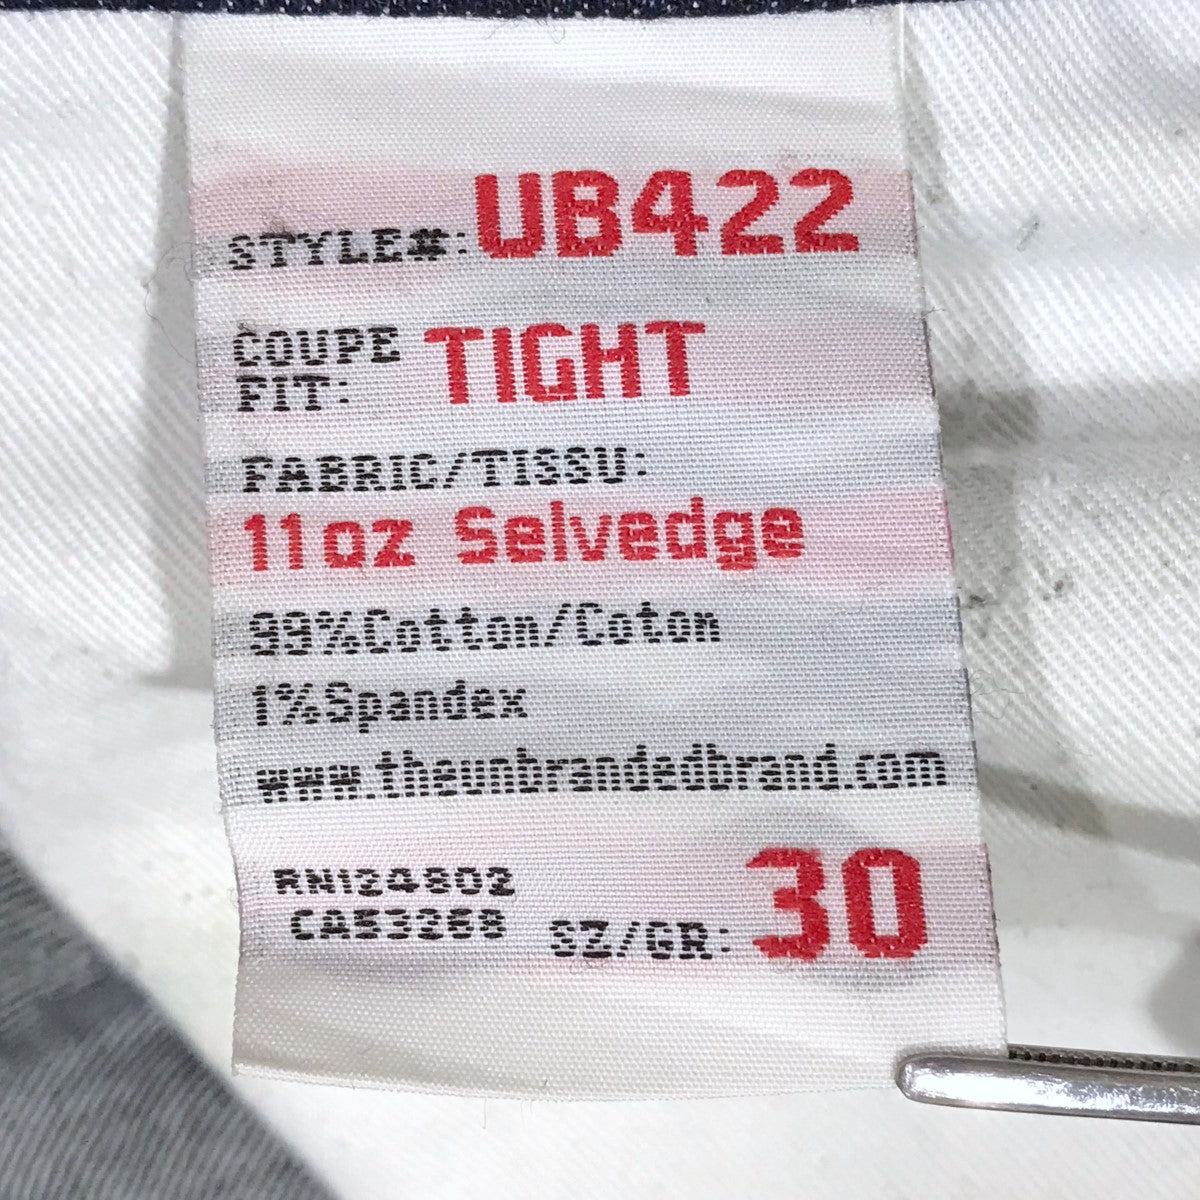 STYLE#: UB422
COUPE
FIT: TIGHT
FABRIC/TISSU:
11oz Selvedge
99%Cotton/Coton
1%Spandex
www.theunbrandedbrand.com
RN124802
CA53268
SZ/GR: 30